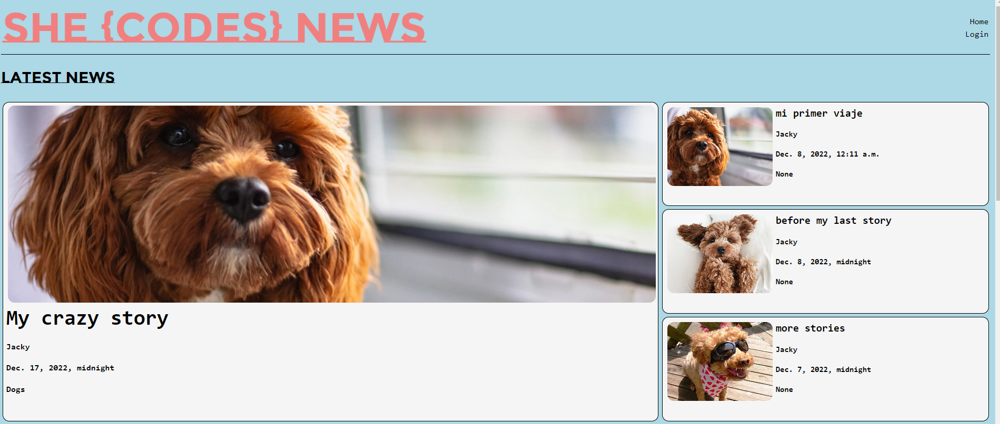 SHE {CODES} NEWS
Home
Login
LATEST NEWS
My crazy story
Jacky
Dec. 17, 2022, midnight
Dogs
mi primer viaje
Jacky
Dec. 8, 2022, 12:11 a.m.
None
before my last story
Jacky
Dec. 8, 2022, midnight
None
more stories
Jacky
Dec. 7, 2022, midnight
None